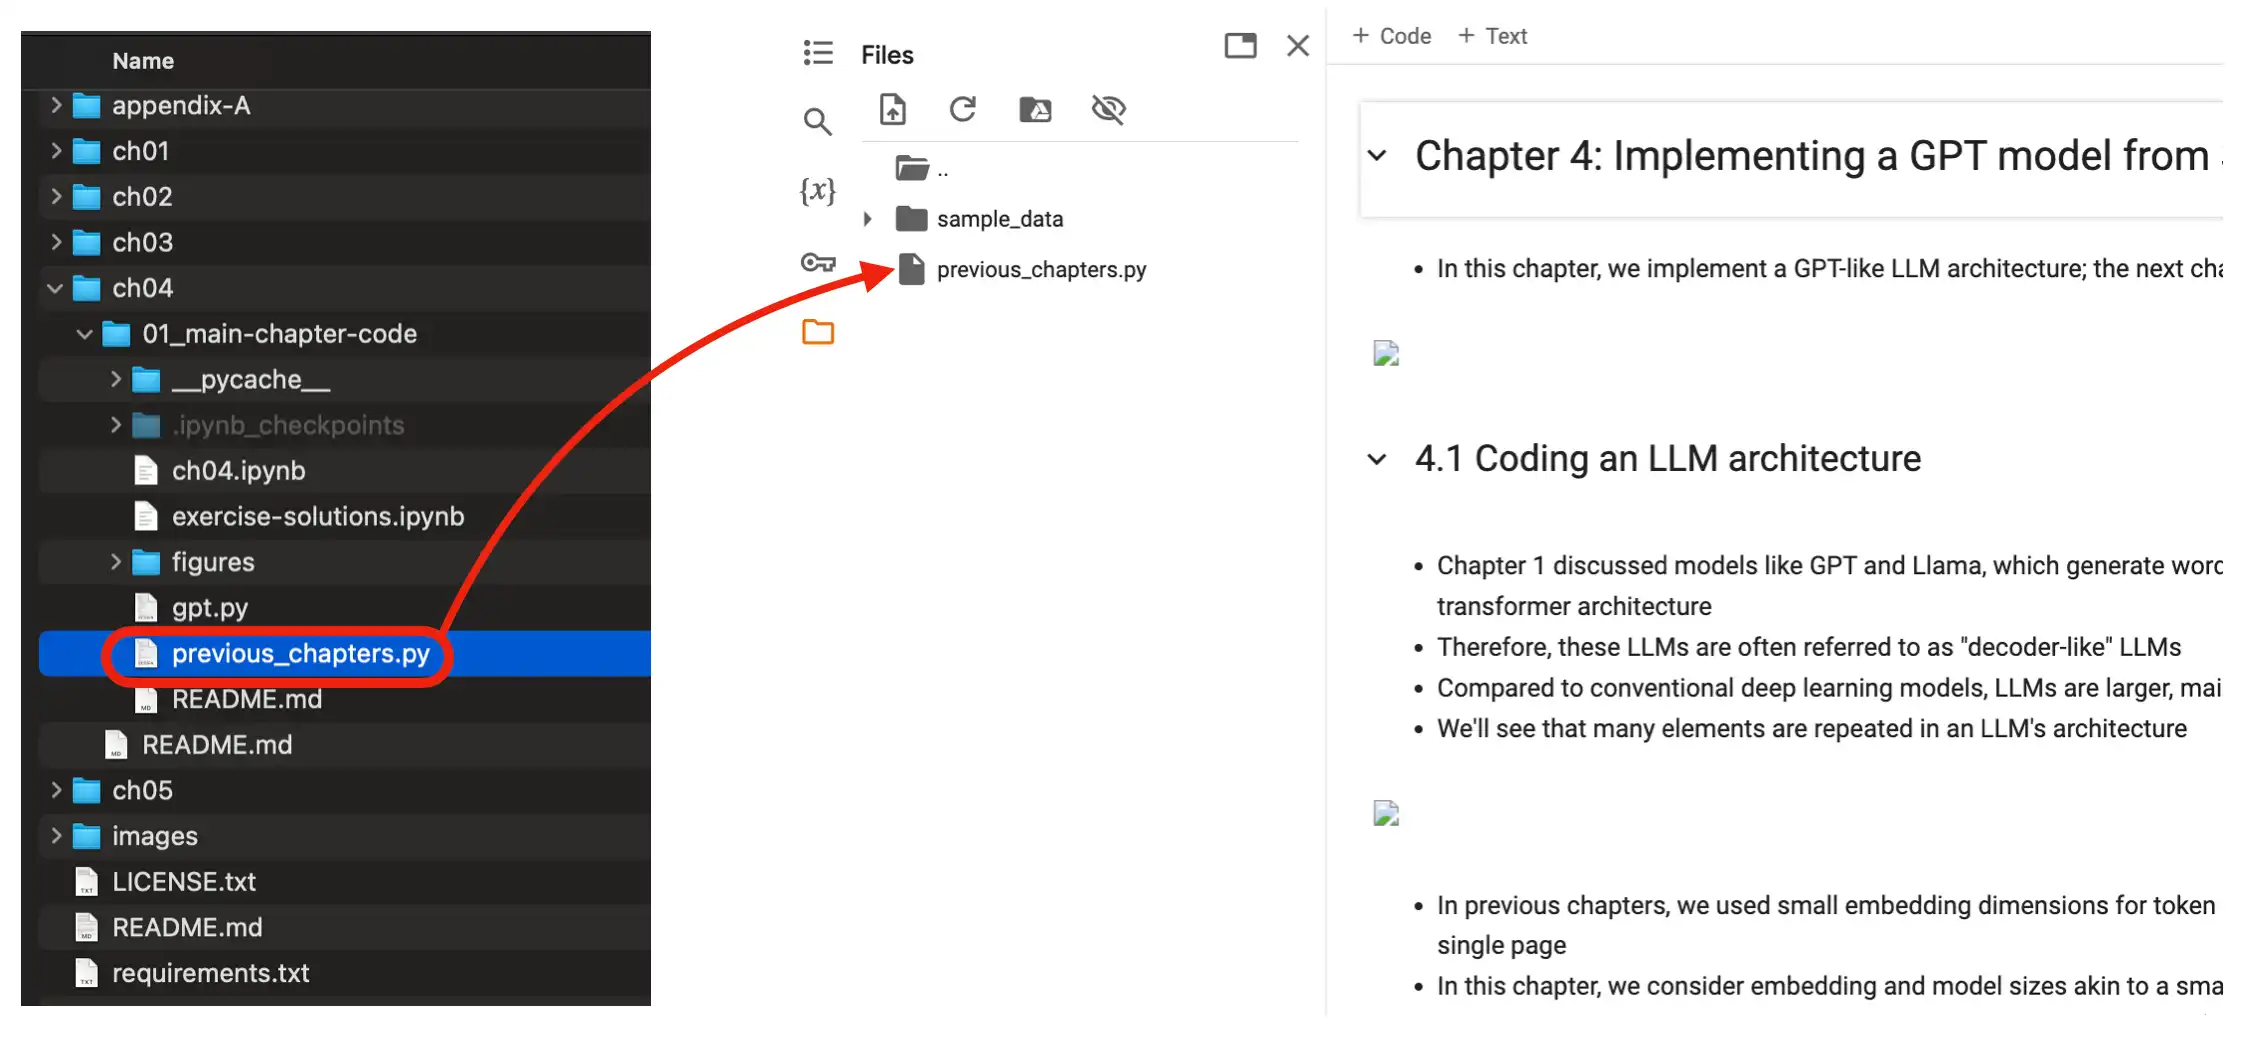 Name
appendix-A
ch01
ch02
ch03
ch04
01_main-chapter-code
__pycache__
.ipynb_checkpoints
ch04.ipynb
exercise-solutions.ipynb
figures
gpt.py
previous_chapters.py
README.md
README.md
ch05
images
LICENSE.txt
README.md
requirements.txt
Files
{x}
..
sample_data
previous_chapters.py
+ Code + Text
Chapter 4: Implementing a GPT model from
• In this chapter, we implement a GPT-like LLM architecture; the next cha
4.1 Coding an LLM architecture
• Chapter 1 discussed models like GPT and Llama, which generate word
transformer architecture
• Therefore, these LLMs are often referred to as "decoder-like" LLMs
• Compared to conventional deep learning models, LLMs are larger, mai
• We'll see that many elements are repeated in an LLM's architecture
• In previous chapters, we used small embedding dimensions for token
single page
• In this chapter, we consider embedding and model sizes akin to a sma